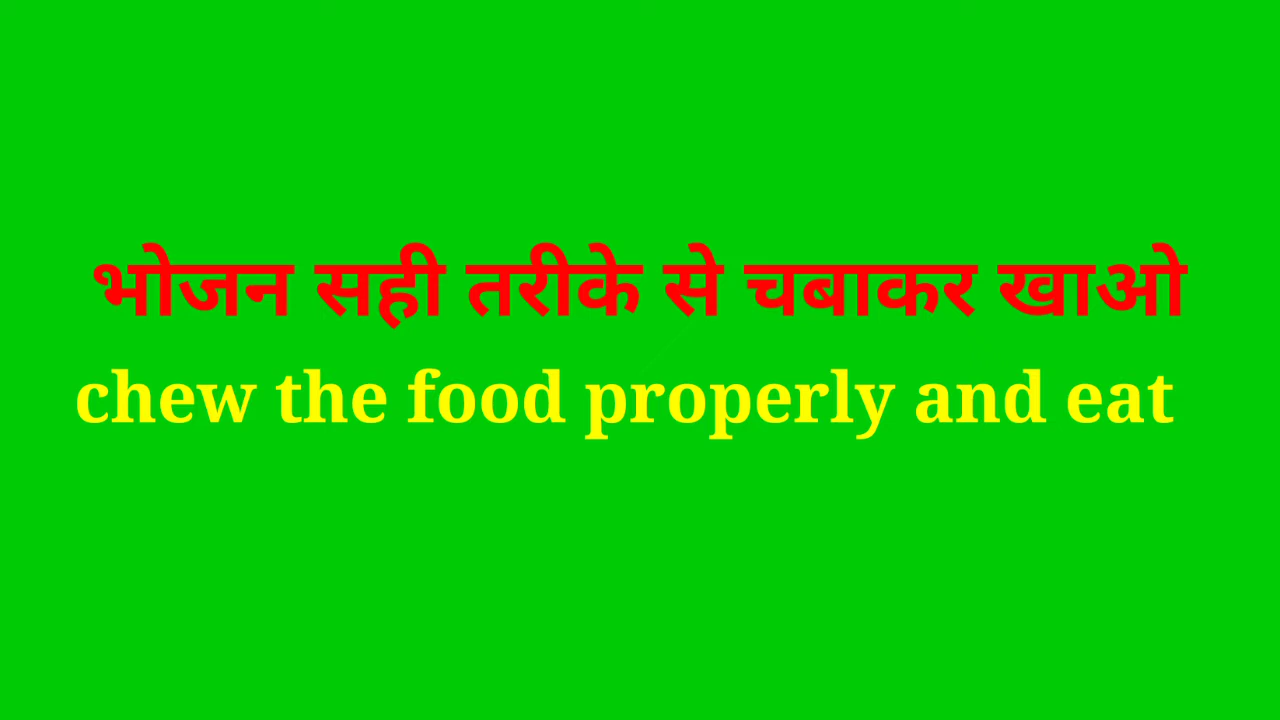 भोजन सही तरीके से चबाकर खाओ
chew the food properly and eat